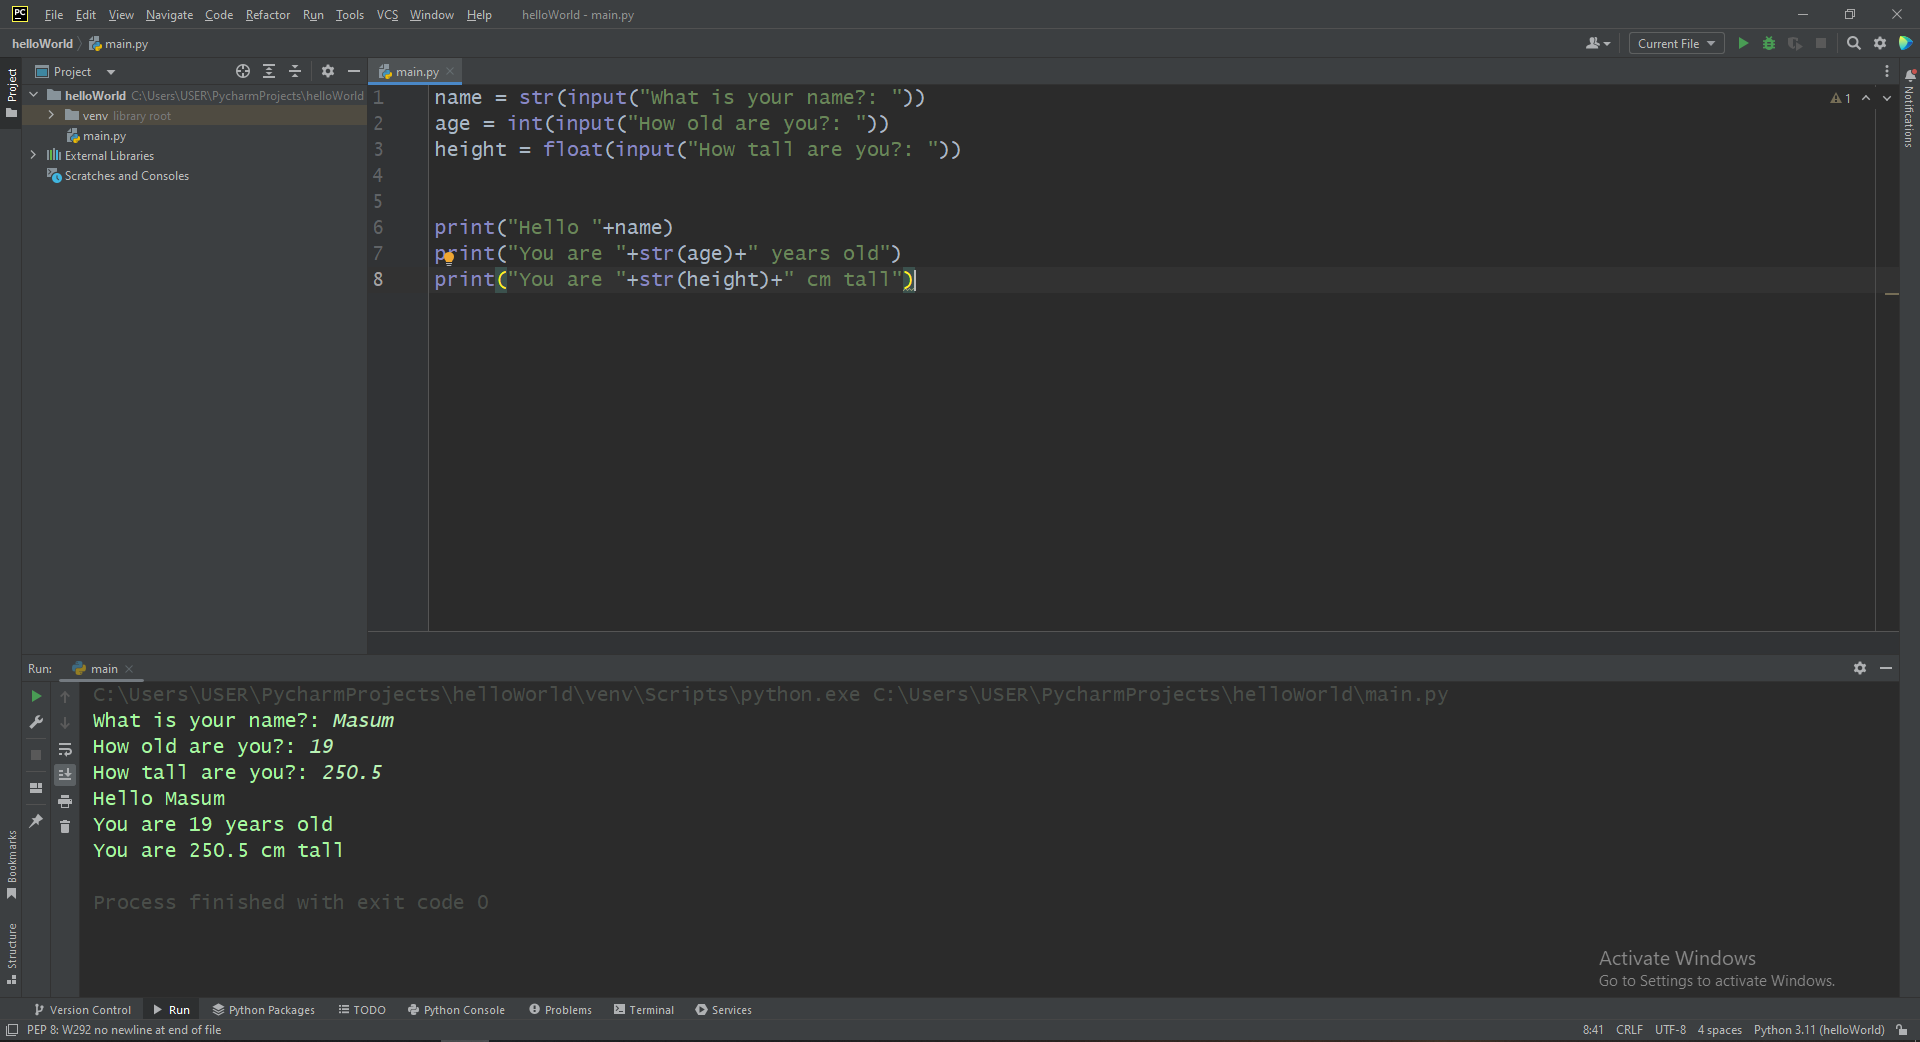 PC File Edit View Navigate Code Refactor Run Tools VCS Window Help helloWorld - main.py
helloWorld main.py Current File
Project main.py
Project
helloWorld C:\Users\USER\PycharmProjects\helloWorld
venv library root
main.py
External Libraries
Scratches and Consoles
1 name = str(input("What is your name?: "))
2 age = int(input("How old are you?: "))
3 height = float(input("How tall are you?: "))
4
5
6 print("Hello "+name)
7 print("You are "+str(age)+" years old")
8 print("You are "+str(height)+" cm tall")
1
Notifications
Run: main
C:\Users\USER\PycharmProjects\helloWorld\venv\Scripts\python.exe C:\Users\USER\PycharmProjects\helloWorld\main.py
What is your name?: Masum
How old are you?: 19
How tall are you?: 250.5
Hello Masum
You are 19 years old
You are 250.5 cm tall
Process finished with exit code 0
Bookmarks
Structure
Activate Windows
Go to Settings to activate Windows.
Version Control Run Python Packages TODO Python Console Problems Terminal Services
PEP 8: W292 no newline at end of file 8:41 CRLF UTF-8 4 spaces Python 3.11 (helloWorld)